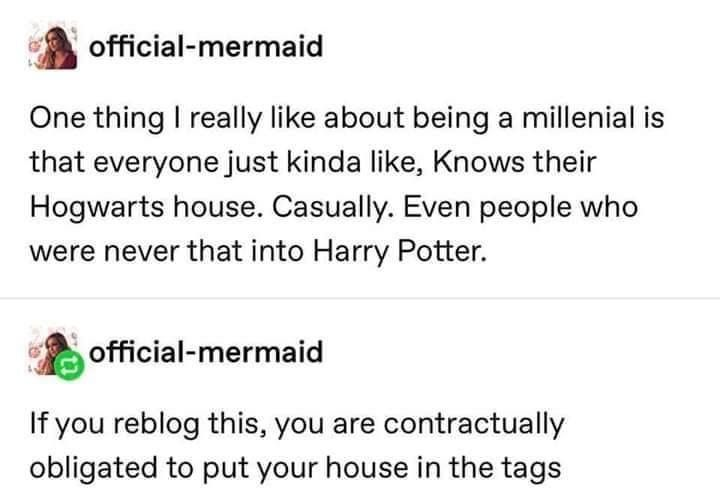 official-mermaid
One thing I really like about being a millenial is
that everyone just kinda like, Knows their
Hogwarts house. Casually. Even people who
were never that into Harry Potter.
official-mermaid
If you reblog this, you are contractually
obligated to put your house in the tags